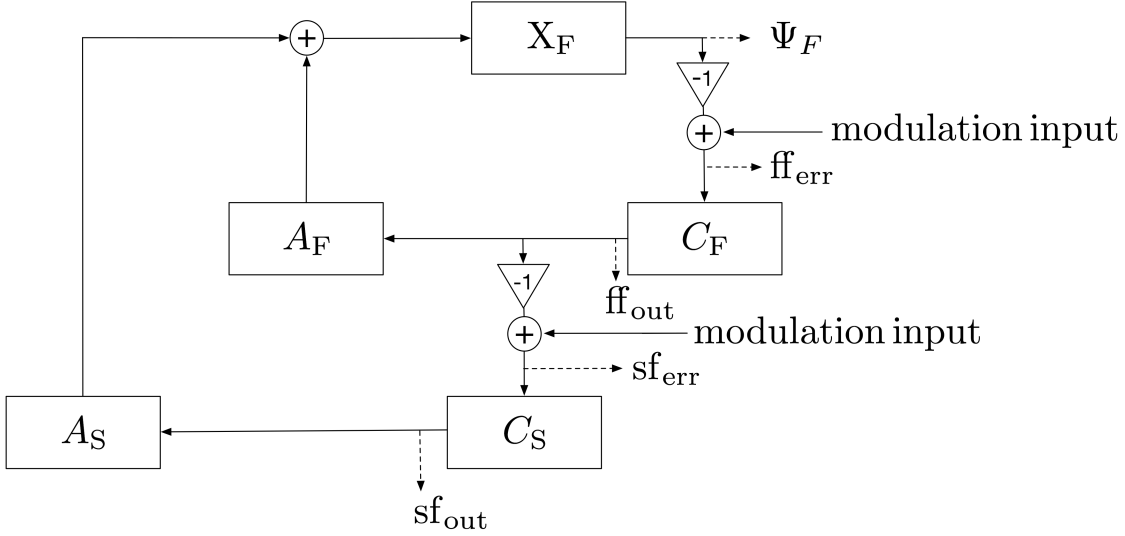 +
X_F
Ψ_F
-1
+
modulation input
ff_err
A_F
C_F
-1
ff_out
+
modulation input
sf_err
A_S
C_S
sf_out